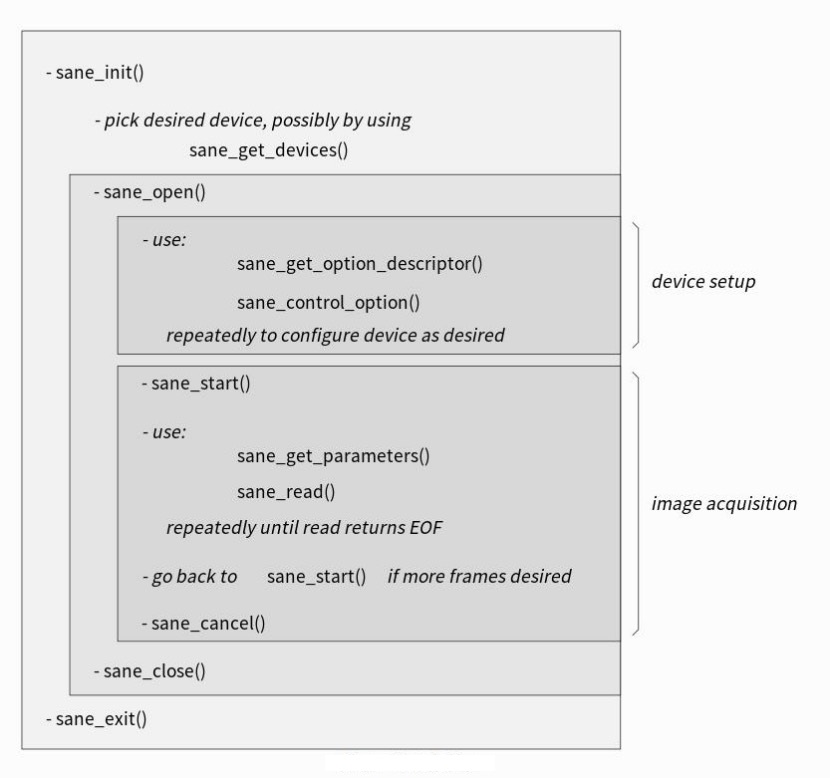 - sane_init()
- pick desired device, possibly by using
sane_get_devices()
- sane_open()
- use:
sane_get_option_descriptor()
sane_control_option()
repeatedly to configure device as desired
device setup
- sane_start()
- use:
sane_get_parameters()
sane_read()
repeatedly until read returns EOF
- go back to sane_start() if more frames desired
- sane_cancel()
image acquisition
- sane_close()
- sane_exit()